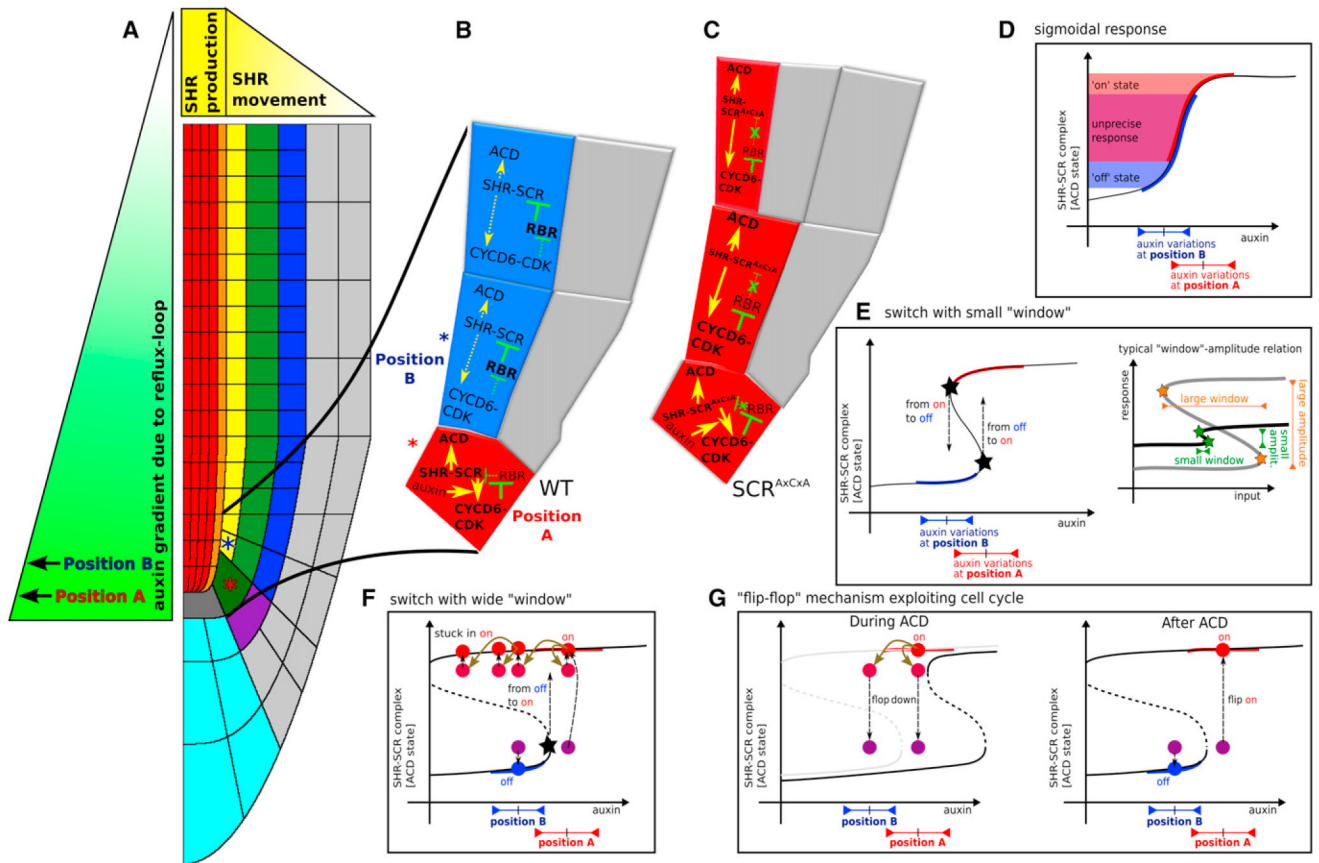 A
SHR
production
SHR
movement
auxin gradient due to reflux-loop
Position B
Position A
*
*
B
ACD
SHR-SCR
RBR
CYCD6-CDK
ACD
SHR-SCR
RBR
CYCD6-
CDK
*
Position
B
*
ACD
SHR-SCR
RBR
auxin
CYCD6-
CDK
WT
Position
A
C
ACD
SHR-
SCR^AxCxA
RBR
CYCD6-
CDK
ACD
SHR-SCR^AxCxA
RBR
CYCD6-
CDK
ACD
SHR-SCR^AxCxA
RBR
auxin
CYCD6-
CDK
SCR^AxCxA
D sigmoidal response
SHR-SCR complex
[ACD state]
'on' state
unprecise
response
'off' state
auxin
auxin variations
at position B
auxin variations
at position A
E switch with small "window"
SHR-SCR complex
[ACD state]
from on
to off
from off
to on
auxin
auxin variations
at position B
auxin variations
at position A
typical "window"-amplitude relation
response
large window
small window
small
amplit.
large amplitude
input
F switch with wide "window"
SHR-SCR complex
[ACD state]
stuck in on
on
from off
to on
off
auxin
position B
position A
G "flip-flop" mechanism exploiting cell cycle
During ACD
SHR-SCR complex
[ACD state]
on
flop down
auxin
position B
position A
After ACD
SHR-SCR complex
[ACD state]
on
flip on
off
auxin
position B
position A